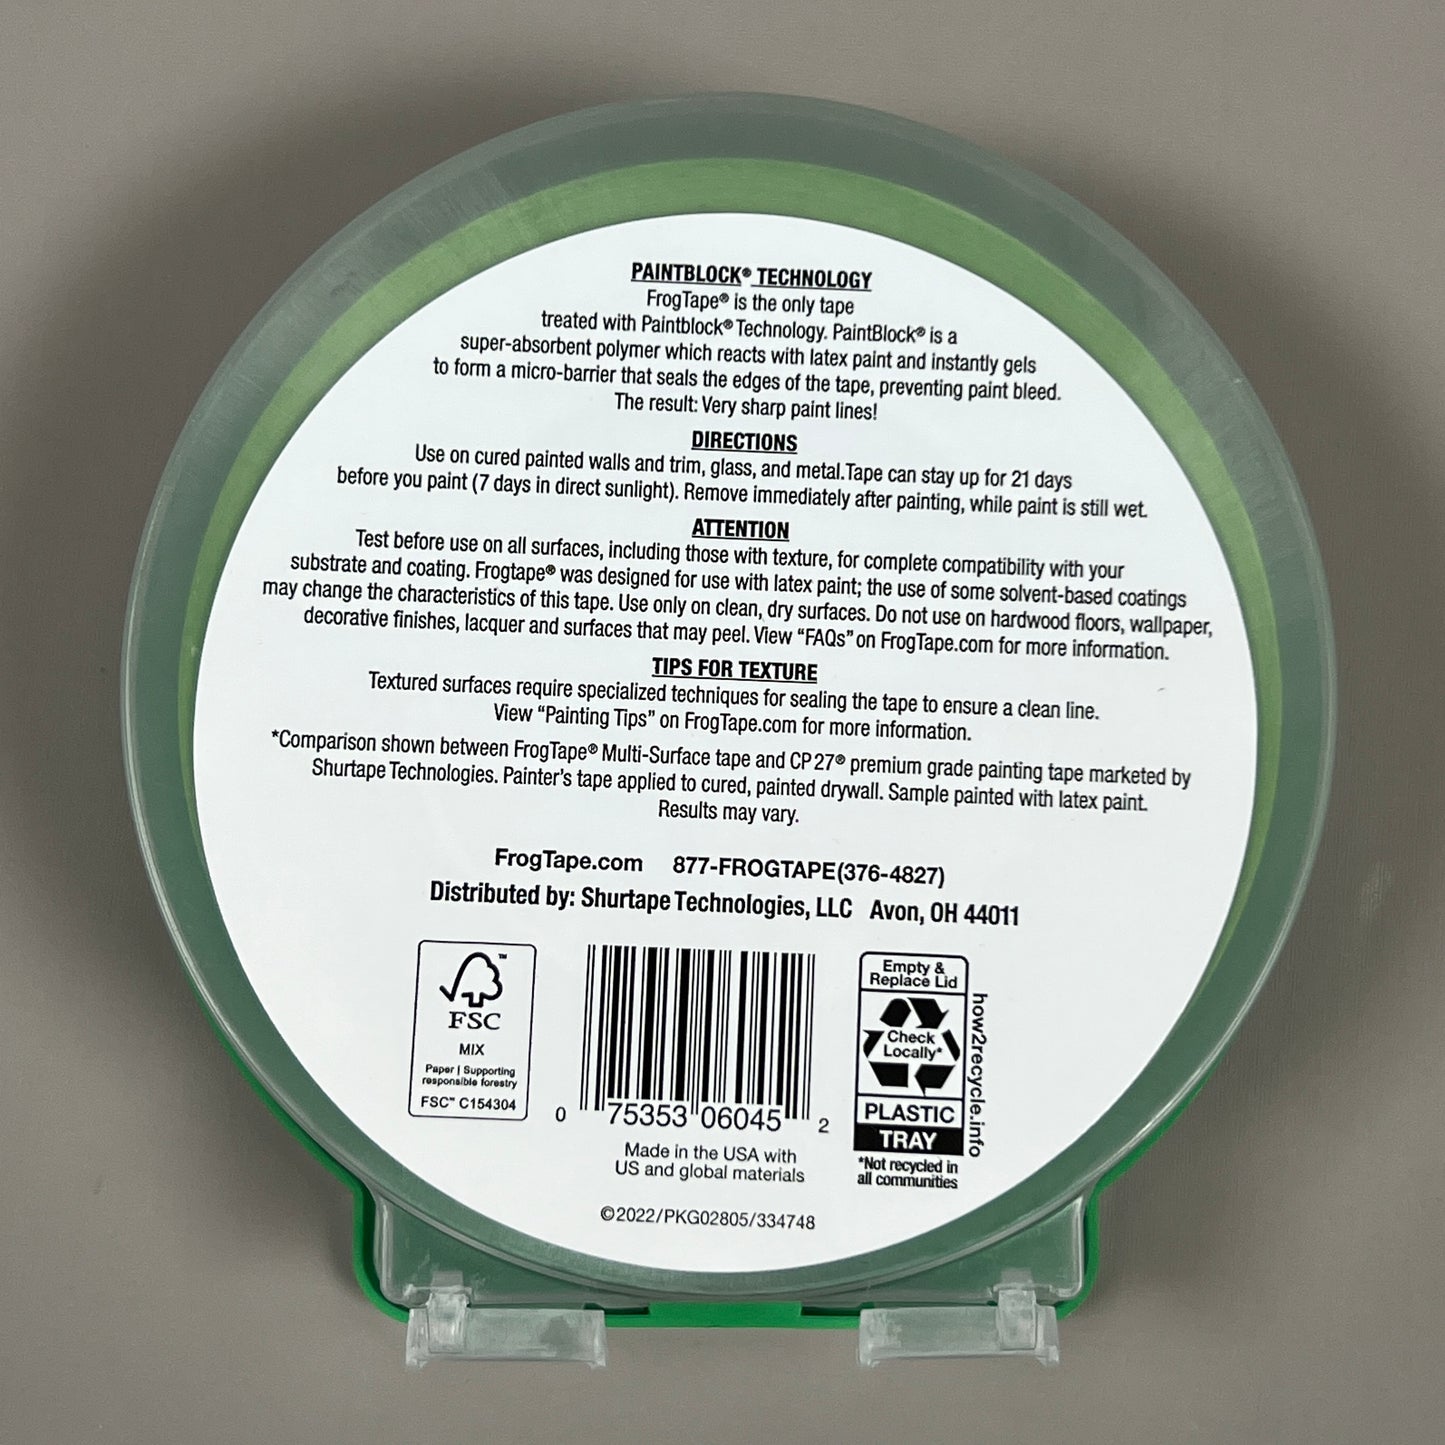 PAINTBLOCK® TECHNOLOGY
FrogTape® is the only tape
treated with Paintblock® Technology. PaintBlock® is a
super-absorbent polymer which reacts with latex paint and instantly gels
to form a micro-barrier that seals the edges of the tape, preventing paint bleed.
The result: Very sharp paint lines!
DIRECTIONS
Use on cured painted walls and trim, glass, and metal.Tape can stay up for 21 days
before you paint (7 days in direct sunlight). Remove immediately after painting, while paint is still wet.
ATTENTION
Test before use on all surfaces, including those with texture, for complete compatibility with your
substrate and coating. Frogtape® was designed for use with latex paint; the use of some solvent-based coatings
may change the characteristics of this tape. Use only on clean, dry surfaces. Do not use on hardwood floors, wallpaper,
decorative finishes, lacquer and surfaces that may peel. View “FAQs” on FrogTape.com for more information.
TIPS FOR TEXTURE
Textured surfaces require specialized techniques for sealing the tape to ensure a clean line.
View “Painting Tips” on FrogTape.com for more information.
*Comparison shown between FrogTape® Multi-Surface tape and CP 27® premium grade painting tape marketed by
Shurtape Technologies. Painter’s tape applied to cured, painted drywall. Sample painted with latex paint.
Results may vary.
FrogTape.com 877-FROGTAPE(376-4827)
Distributed by: Shurtape Technologies, LLC Avon, OH 44011
™
FSC
MIX
Paper | Supporting
responsible forestry
FSC™ C154304
0 75353 06045 2
Made in the USA with
US and global materials
©2022/PKG02805/334748
Empty &
Replace Lid
Check
Locally*
PLASTIC
TRAY
*Not recycled in
all communities
how2recycle.info